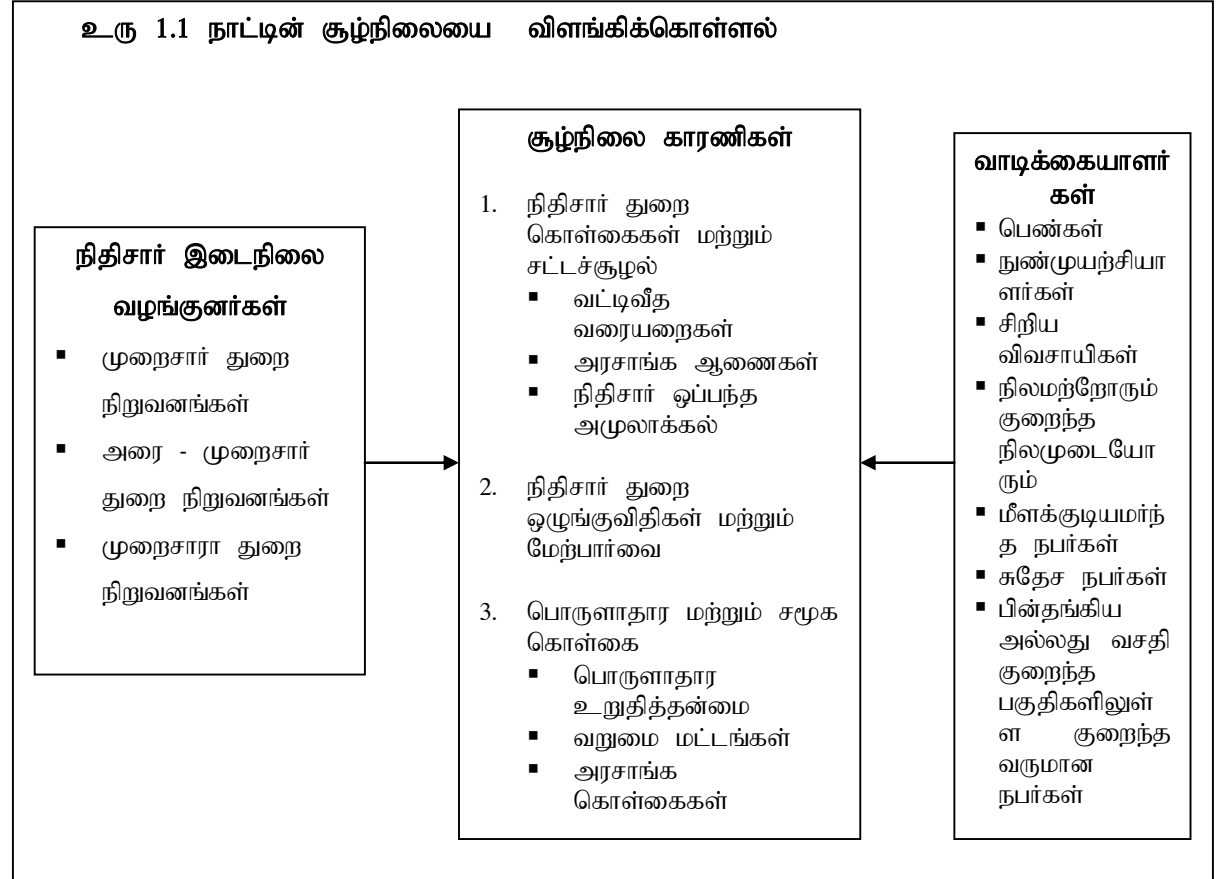 உரு 1.1 நாட்டின் சூழ்நிலையை விளங்கிக்கொள்ளல்
நிதிசார் இடைநிலை
வழங்குனர்கள்
▪ முறைசார் துறை
நிறுவனங்கள்
▪ அரை - முறைசார்
துறை நிறுவனங்கள்
▪ முறைசாரா துறை
நிறுவனங்கள்
சூழ்நிலை காரணிகள்
1. நிதிசார் துறை
கொள்கைகள் மற்றும்
சட்டச்சூழல்
▪ வட்டிவீத
வரையறைகள்
▪ அரசாங்க ஆணைகள்
▪ நிதிசார் ஒப்பந்த
அமுலாக்கல்
2. நிதிசார் துறை
ஒழுங்குவிதிகள் மற்றும்
மேற்பார்வை
3. பொருளாதார மற்றும் சமூக
கொள்கை
▪ பொருளாதார
உறுதித்தன்மை
▪ வறுமை மட்டங்கள்
▪ அரசாங்க
கொள்கைகள்
வாடிக்கையாளர்
கள்
▪ பெண்கள்
▪ நுண்முயற்சியா
ளர்கள்
▪ சிறிய
விவசாயிகள்
▪ நிலமற்றோரும்
குறைந்த
நிலமுடையோ
ரும்
▪ மீளக்குடியமர்ந்
த நபர்கள்
▪ சுதேச நபர்கள்
▪ பின்தங்கிய
அல்லது வசதி
குறைந்த
பகுதிகளிலுள்
ள குறைந்த
வருமான
நபர்கள்